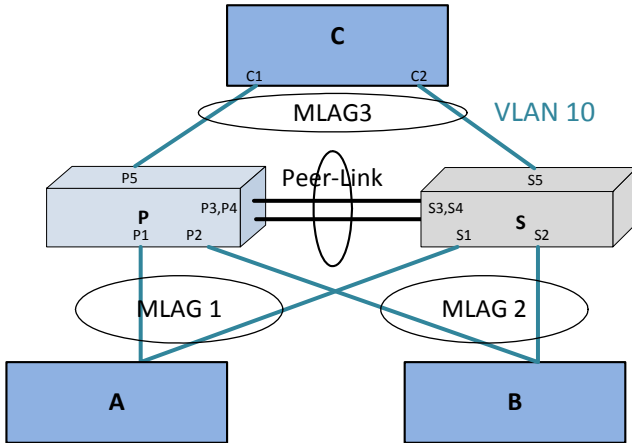 C
C1
C2
MLAG3
VLAN 10
Peer-Link
P5
S5
P3,P4
S3,S4
P
S
P1
P2
S1
S2
MLAG 1
MLAG 2
A
B